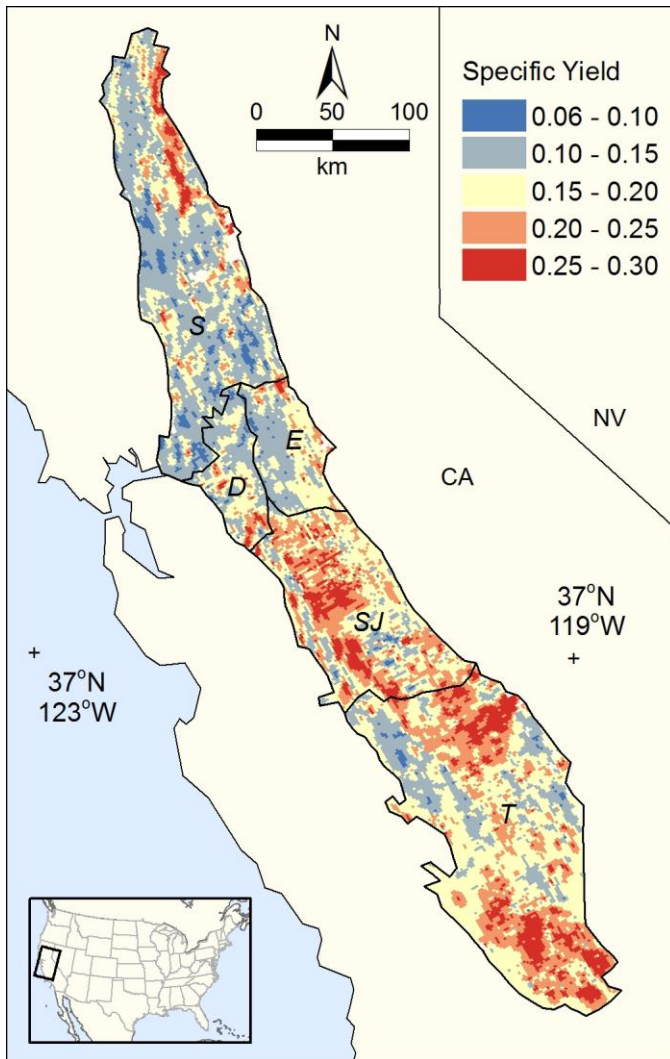 N
0 50 100
km
Specific Yield
0.06 - 0.10
0.10 - 0.15
0.15 - 0.20
0.20 - 0.25
0.25 - 0.30
S
NV
E
CA
D
SJ
37°N
119°W
+
+
37°N
123°W
T